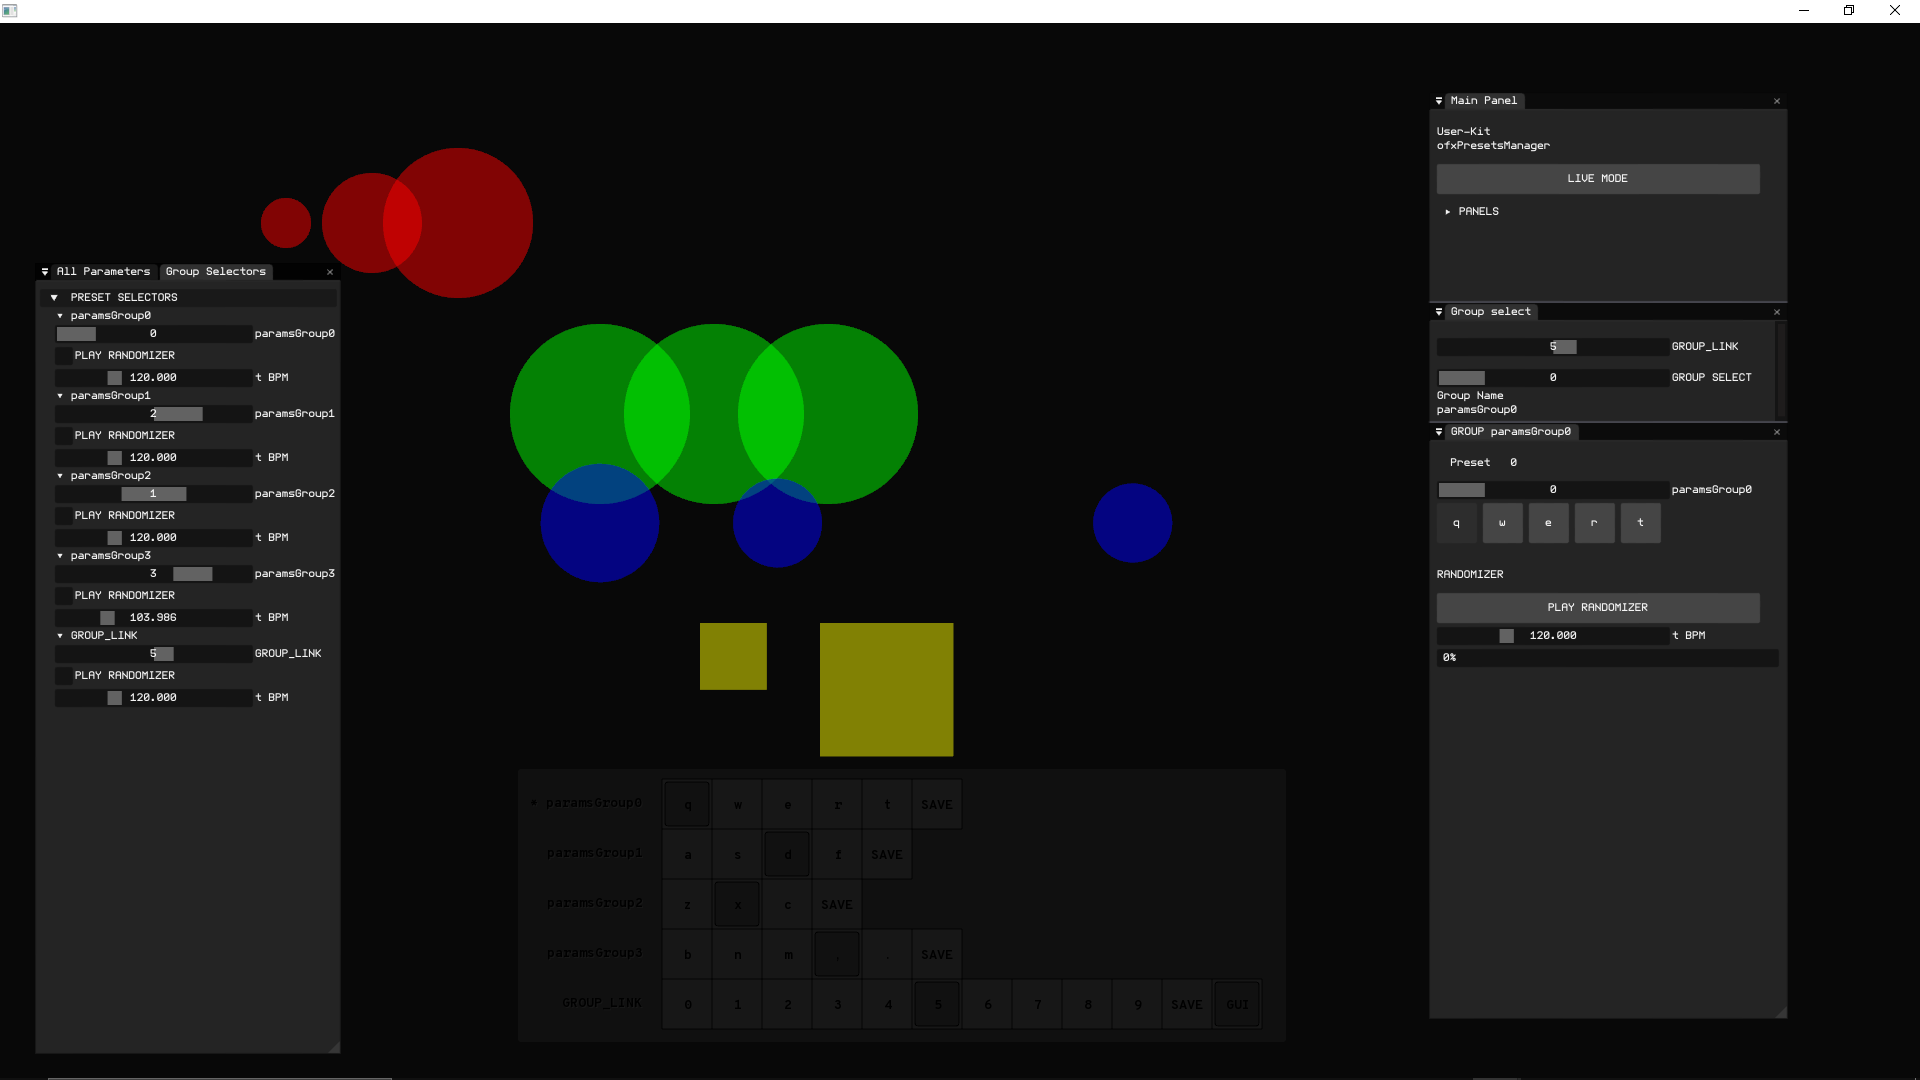 All Parameters Group Selectors
PRESET SELECTORS
paramsGroup0
0 paramsGroup0
PLAY RANDOMIZER
120.000 t BPM
paramsGroup1
2 paramsGroup1
PLAY RANDOMIZER
120.000 t BPM
paramsGroup2
1 paramsGroup2
PLAY RANDOMIZER
120.000 t BPM
paramsGroup3
3 paramsGroup3
PLAY RANDOMIZER
103.986 t BPM
GROUP_LINK
5 GROUP_LINK
PLAY RANDOMIZER
120.000 t BPM
paramsGroup0 q w e r t SAVE
paramsGroup1 a s d f SAVE
paramsGroup2 z x c SAVE
paramsGroup3 b n m , . SAVE
GROUP_LINK 0 1 2 3 4 5 6 7 8 9 SAVE GUI
Main Panel
User-Kit
ofxPresetsManager
LIVE MODE
PANELS
Group select
5 GROUP_LINK
0 GROUP SELECT
Group Name
paramsGroup0
GROUP paramsGroup0
Preset 0
0 paramsGroup0
q w e r t
RANDOMIZER
PLAY RANDOMIZER
120.000 t BPM
0%